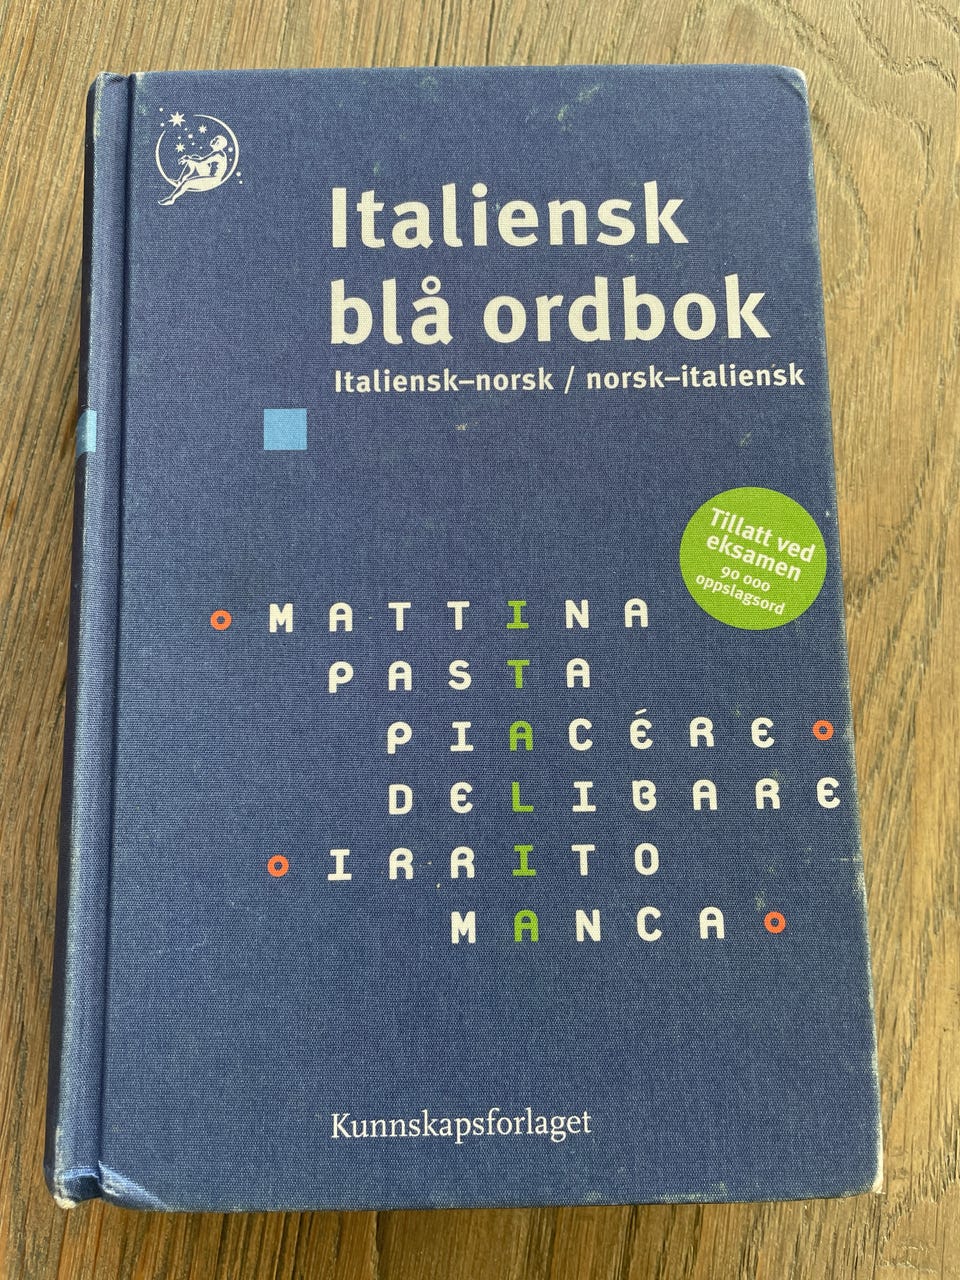 Italiensk
blå ordbok
Italiensk–norsk / norsk–italiensk
Tillatt ved
eksamen
90 000
oppslagsord
MATTINA
PASTA
PIACÉRE
DELIBARE
IRRITO
MANCA
Kunnskapsforlaget